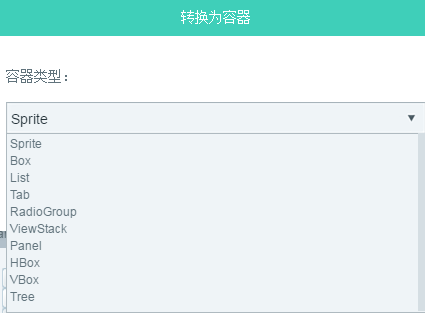 转换为容器
容器类型：
Sprite
Sprite
Box
List
Tab
RadioGroup
ViewStack
Panel
HBox
VBox
Tree